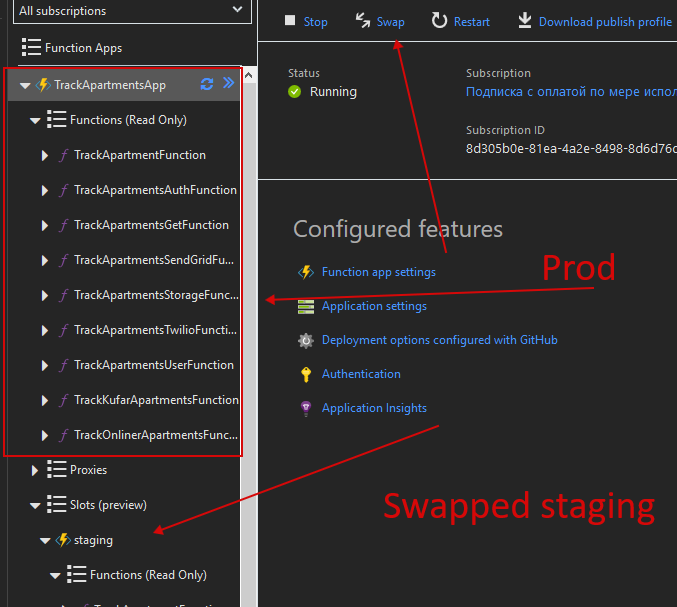 All subscriptions
Function Apps
TrackApartmentsApp
Functions (Read Only)
TrackApartmentFunction
TrackApartmentsAuthFunction
TrackApartmentsGetFunction
TrackApartmentsSendGridFu...
TrackApartmentsStorageFunc...
TrackApartmentsTwilioFuncti...
TrackApartmentsUserFunction
TrackKufarApartmentsFunction
TrackOnlinerApartmentsFunc...
Proxies
Slots (preview)
staging
Functions (Read Only)
Stop
Swap
Restart
Download publish profile
Status
Running
Subscription
Подписка с оплатой по мере испол
Subscription ID
8d305b0e-81ea-4a2e-8498-8d6d76c
Configured features
Function app settings
Application settings
Deployment options configured with GitHub
Authentication
Application Insights
Prod
Swapped staging